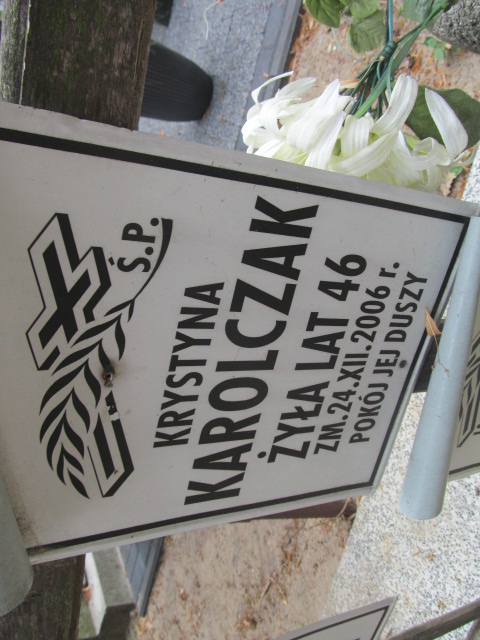 Ś.P.
KRYSTYNA
KAROLCZAK
ŻYŁA LAT 46
ZM.24.XII.2006 r.
POKÓJ JEJ DUSZY